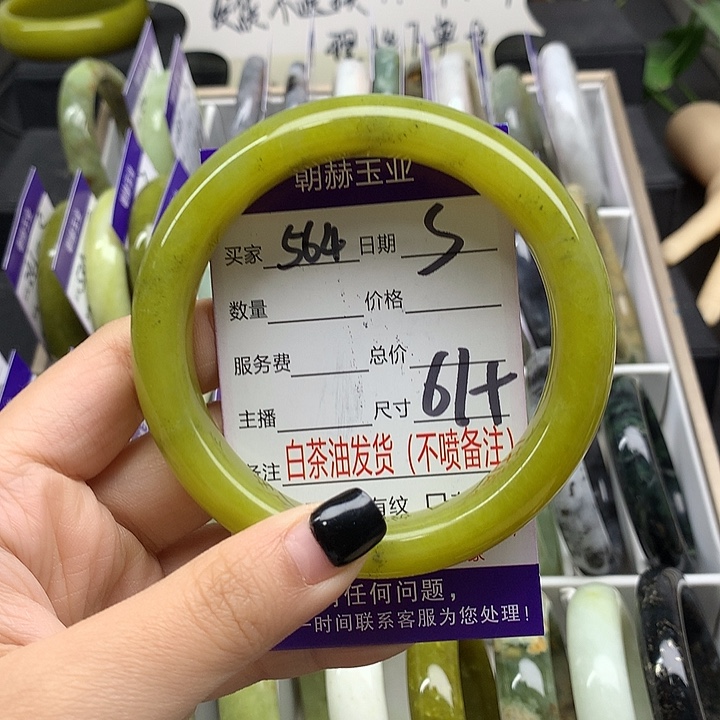 朝赫玉业
买家 564 日期 5
数量 价格
服务费 总价
主播 尺寸 61+
备注 白茶油发货（不喷备注）
有纹
任何问题，
一时间联系客服为您处理！